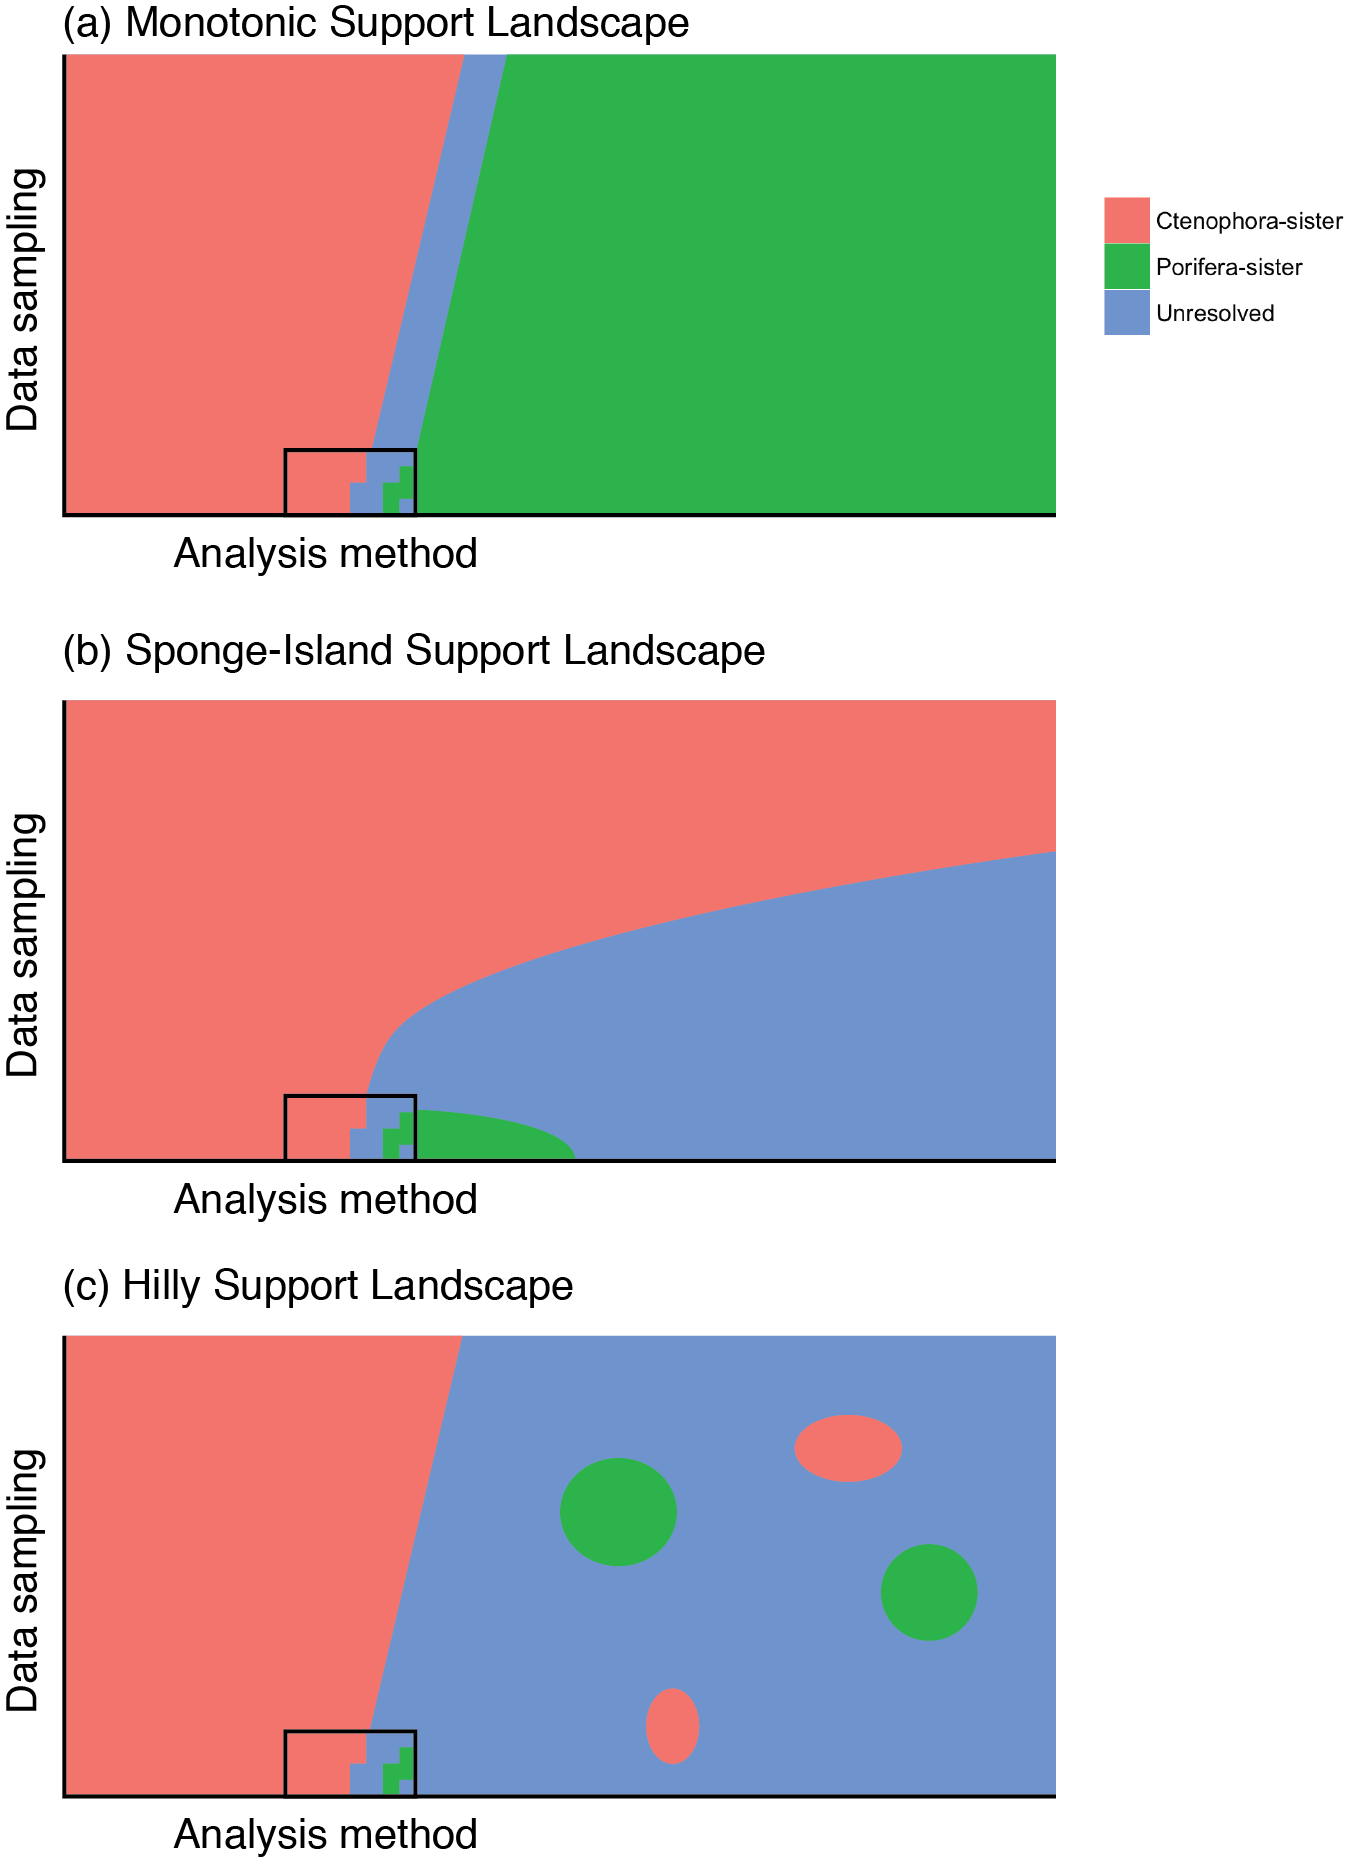 (a) Monotonic Support Landscape
Data sampling
Analysis method
Ctenophora-sister
Porifera-sister
Unresolved
(b) Sponge-Island Support Landscape
Data sampling
Analysis method
(c) Hilly Support Landscape
Data sampling
Analysis method